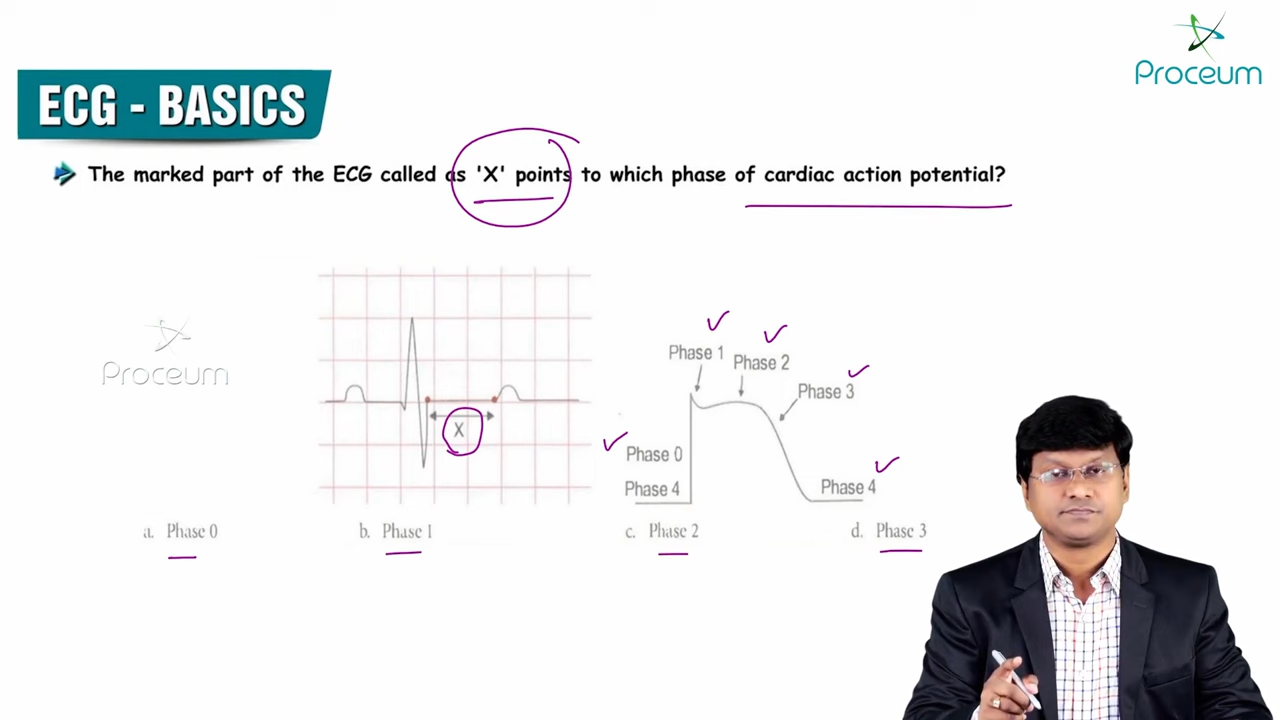 Proceum
ECG - BASICS
The marked part of the ECG called as 'X' points to which phase of cardiac action potential?
Proceum
X
Phase 1
Phase 2
Phase 3
Phase 0
Phase 4
Phase 4
a. Phase 0
b. Phase 1
c. Phase 2
d. Phase 3